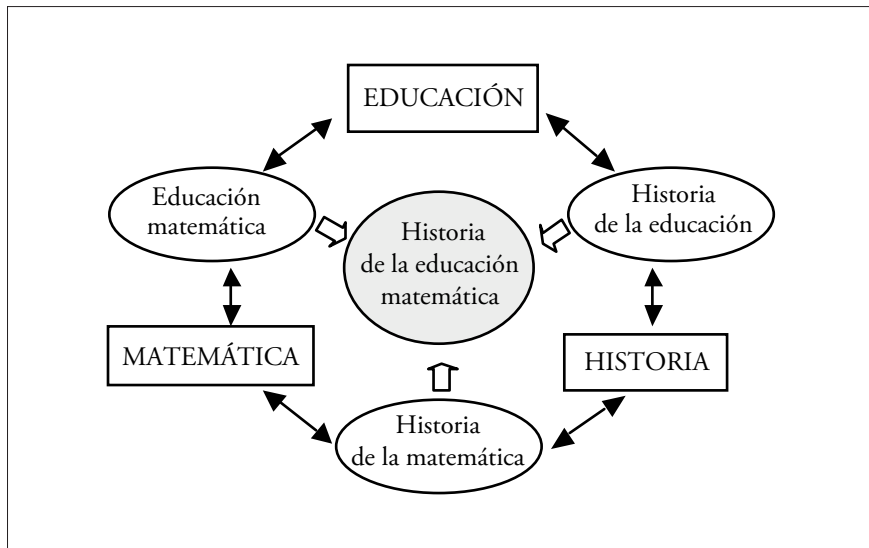 EDUCACIÓN
Educación
matemática
Historia
de la educación
Historia
de la educación
matemática
MATEMÁTICA
HISTORIA
Historia
de la matemática